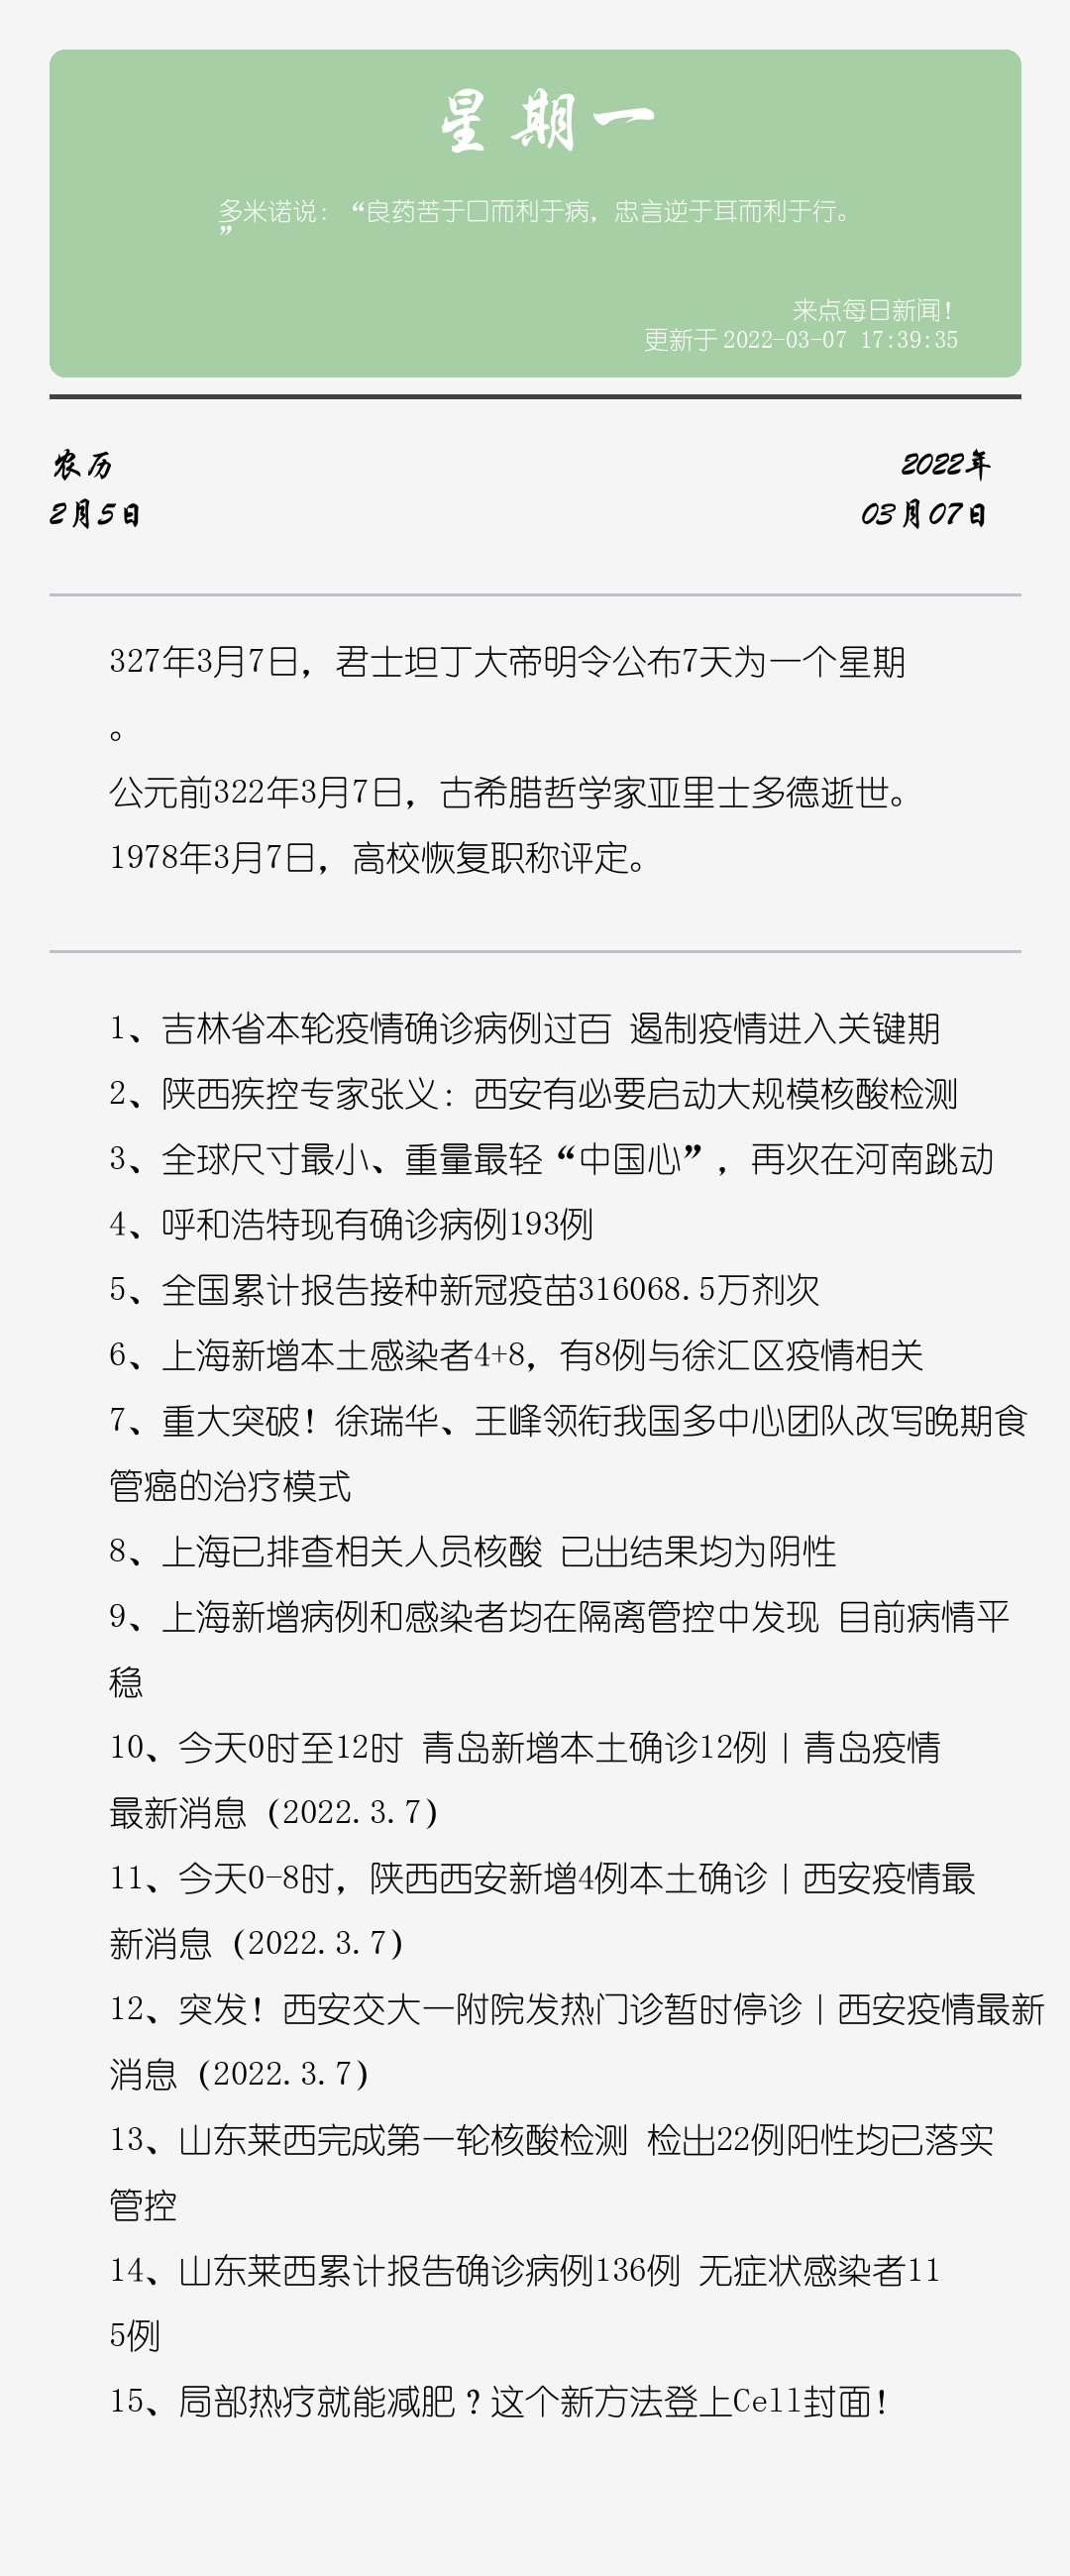 星期一
多米诺说：“良药苦于口而利于病，忠言逆于耳而利于行。
”
来点每日新闻！
更新于 2022-03-07 17:39:35
农历
2月5日
2022年
03月07日
327年3月7日，君士坦丁大帝明令公布7天为一个星期
。
公元前322年3月7日，古希腊哲学家亚里士多德逝世。
1978年3月7日，高校恢复职称评定。
1、吉林省本轮疫情确诊病例过百 遏制疫情进入关键期
2、陕西疾控专家张义：西安有必要启动大规模核酸检测
3、全球尺寸最小、重量最轻“中国心”，再次在河南跳动
4、呼和浩特现有确诊病例193例
5、全国累计报告接种新冠疫苗316068.5万剂次
6、上海新增本土感染者4+8，有8例与徐汇区疫情相关
7、重大突破！徐瑞华、王峰领衔我国多中心团队改写晚期食
管癌的治疗模式
8、上海已排查相关人员核酸 已出结果均为阴性
9、上海新增病例和感染者均在隔离管控中发现 目前病情平
稳
10、今天0时至12时 青岛新增本土确诊12例｜青岛疫情
最新消息（2022.3.7）
11、今天0-8时，陕西西安新增4例本土确诊｜西安疫情最
新消息（2022.3.7）
12、突发！西安交大一附院发热门诊暂时停诊｜西安疫情最新
消息（2022.3.7）
13、山东莱西完成第一轮核酸检测 检出22例阳性均已落实
管控
14、山东莱西累计报告确诊病例136例 无症状感染者11
5例
15、局部热疗就能减肥？这个新方法登上Cell封面！